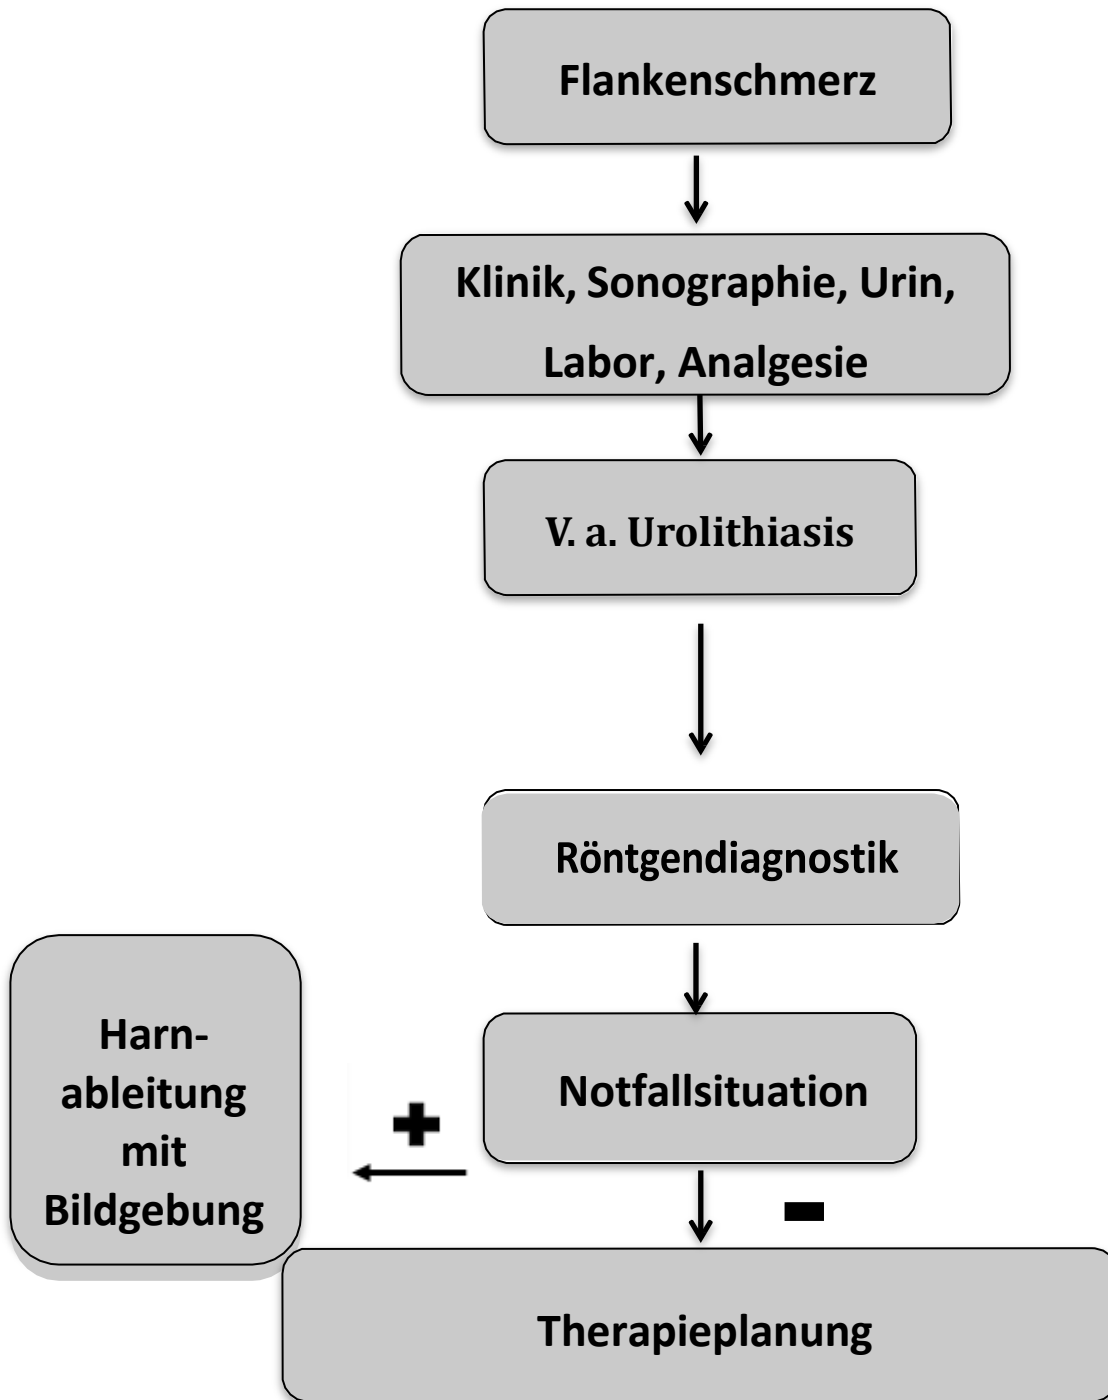 Flankenschmerz
Klinik, Sonographie, Urin,
Labor, Analgesie
V. a. Urolithiasis
Röntgendiagnostik
Notfallsituation
Harn-
ableitung
mit
Bildgebung
+
-
Therapieplanung